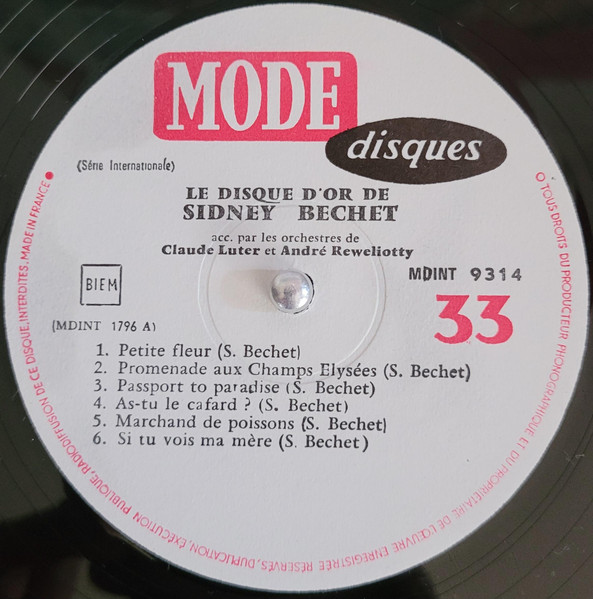 MODE
disques
(Série Internationale)
LE DISQUE D'OR DE
SIDNEY BECHET
acc. par les orchestres de
Claude Luter et André Reweliotty
BIEM
MDINT 9314
33
(MDINT 1796 A)
1. Petite fleur (S. Bechet)
2. Promenade aux Champs Elysées (S. Bechet)
3. Passport to paradise (S. Bechet)
4. As-tu le cafard ? (S. Bechet)
5. Marchand de poissons (S. Bechet)
6. Si tu vois ma mère (S. Bechet)
O TOUS DROITS DU PRODUCTEUR PHONOGRAPHIQUE ET DU PROPRIETAIRE DE L'ŒUVRE ENREGISTREE RÉSERVÉS, DUPLICATION, EXÉCUTION PUBLIQUE, RADIODIFFUSION DE CE DISQUE, INTERDITES. MADE IN FRANCE